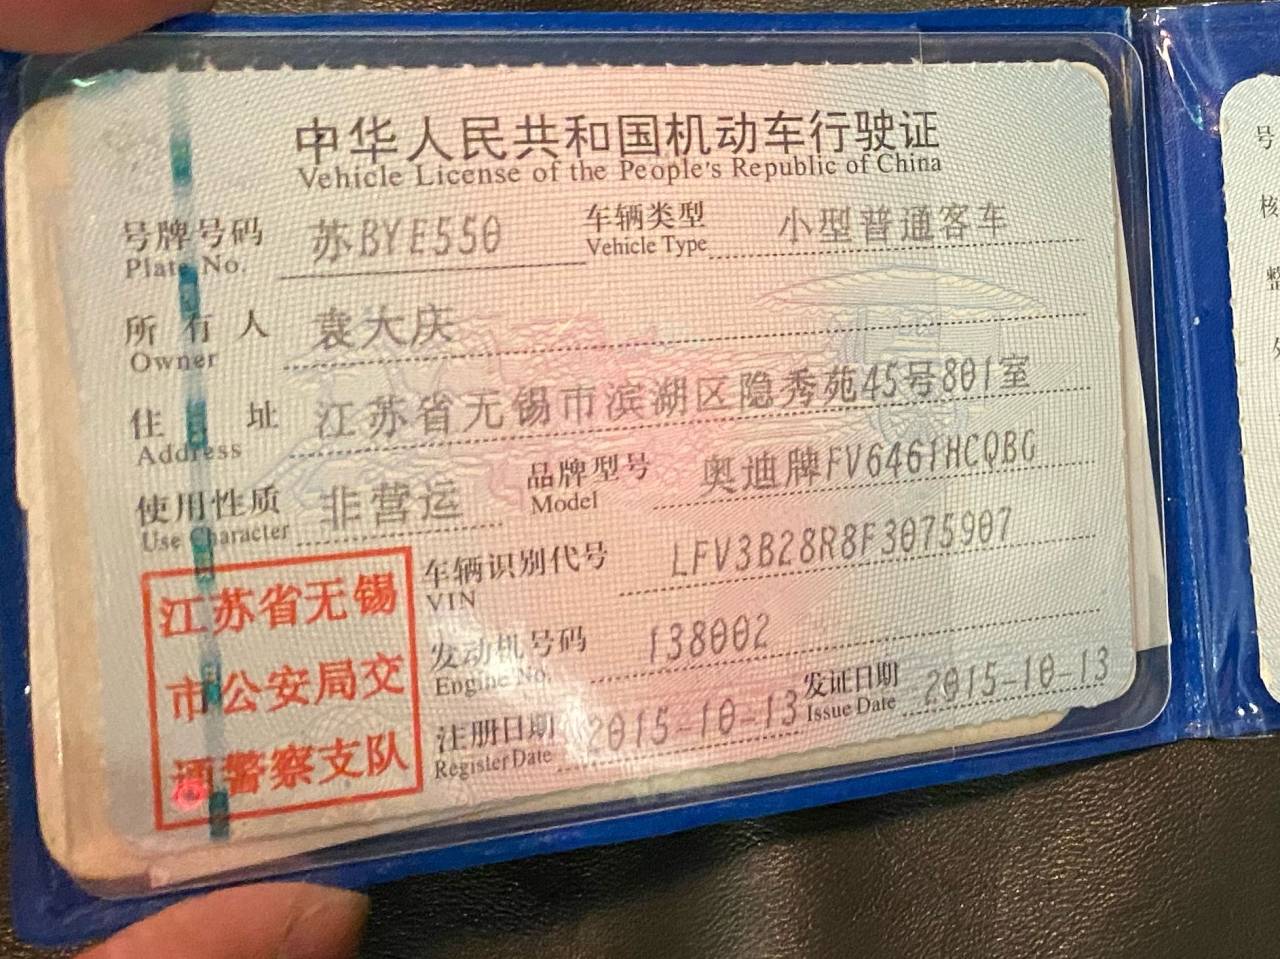 中华人民共和国机动车行驶证
Vehicle License of the People's Republic of China
号牌号码 苏BYE550 车辆类型 小型普通客车
Plate No. Vehicle Type
所有人 袁大庆
Owner
住址 江苏省无锡市滨湖区隐秀苑45号801室
Address
使用性质 非营运 品牌型号 奥迪牌FV6461HCQBG
Use Character Model
车辆识别代号 LFV3B28R8F3075907
VIN
发动机号码 138002
Engine No.
注册日期 2015-10-13 发证日期 2015-10-13
Register Date Issue Date
江苏省无锡
市公安局交
通警察支队
号
核